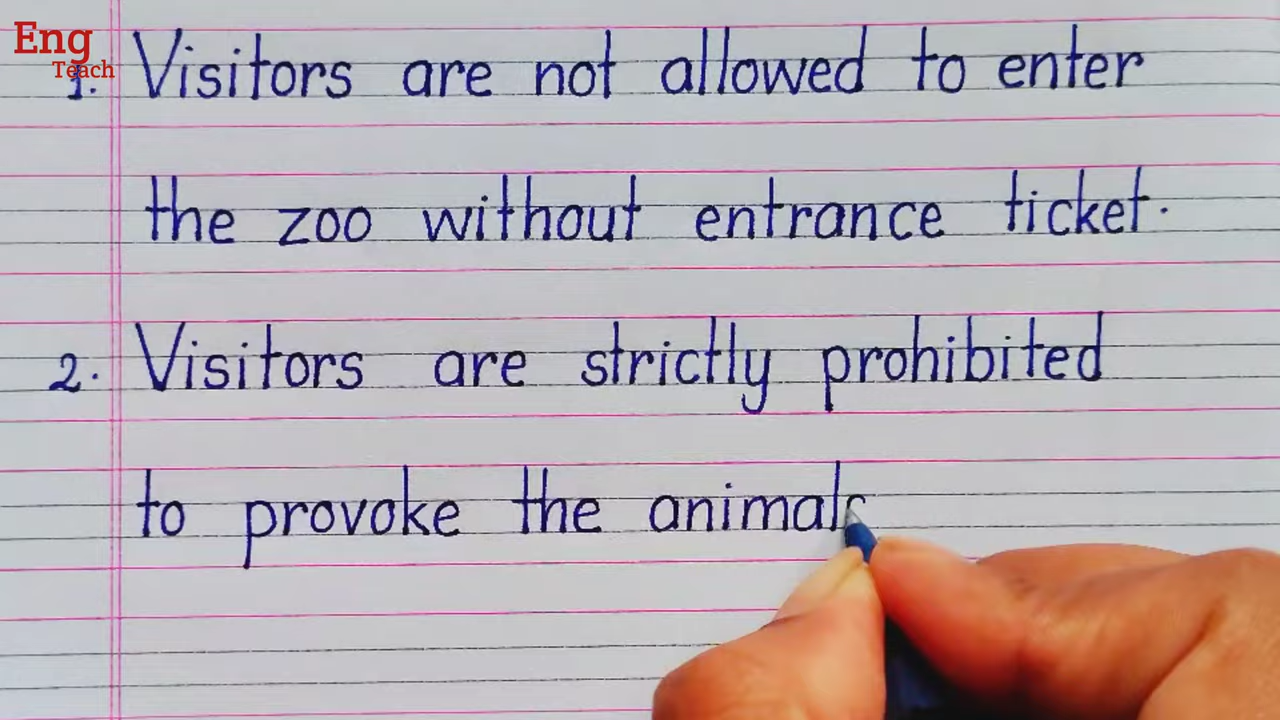 Eng
Teach
1. Visitors are not allowed to enter
the zoo without entrance ticket.
2. Visitors are strictly prohibited
to provoke the animals